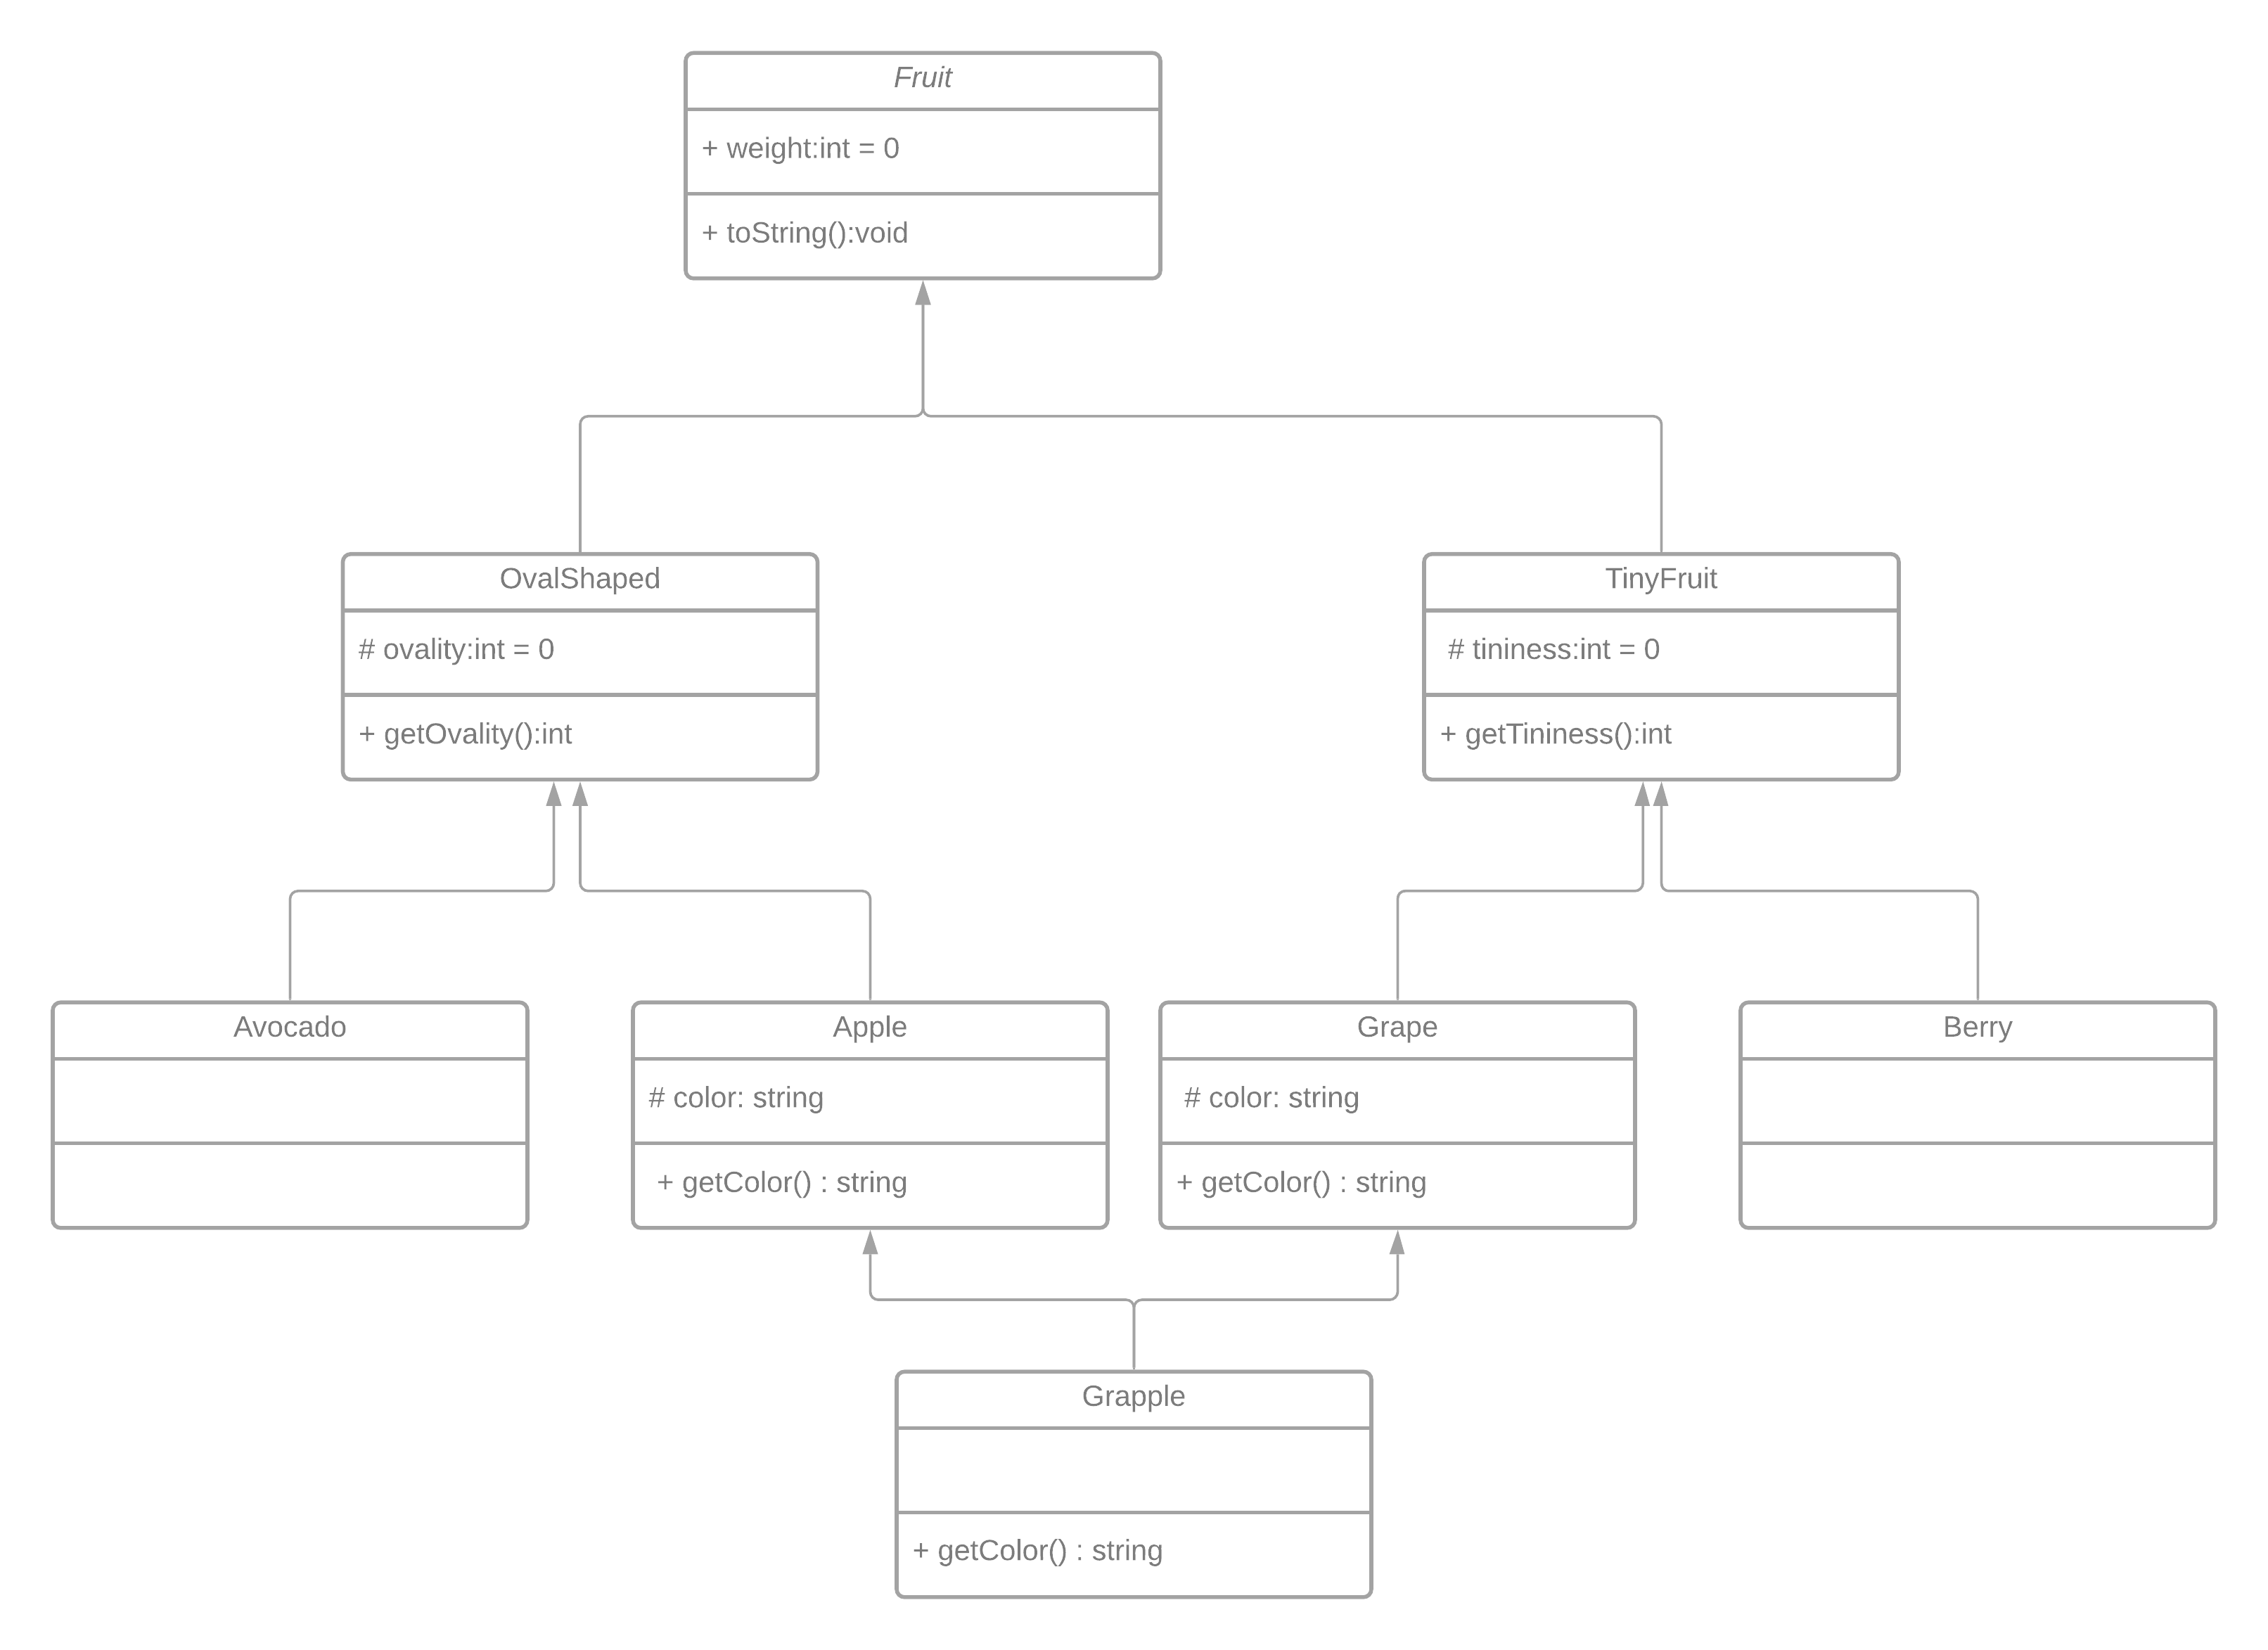 Fruit
+ weight:int = 0
+ toString():void
OvalShaped
# ovality:int = 0
+ getOvality():int
TinyFruit
# tininess:int = 0
+ getTininess():int
Avocado
Apple
# color: string
+ getColor() : string
Grape
# color: string
+ getColor() : string
Berry
Grapple
+ getColor() : string